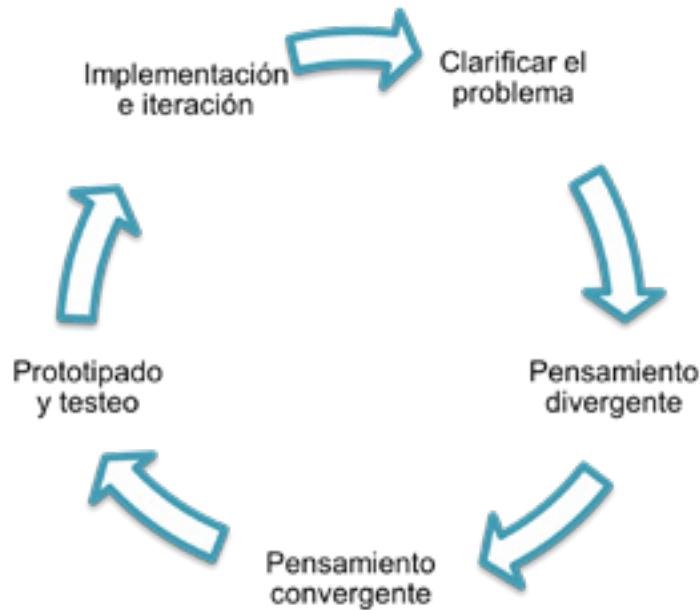 Implementación
e iteración
Clarificar el
problema
Pensamiento
divergente
Pensamiento
convergente
Prototipado
y testeo